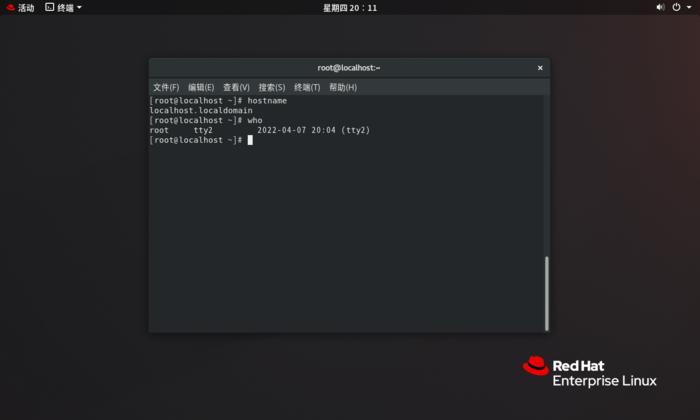 活动 终端 星期四 20：11
root@localhost:~ ×
文件(F) 编辑(E) 查看(V) 搜索(S) 终端(T) 帮助(H)
[root@localhost ~]# hostname
localhost.localdomain
[root@localhost ~]# who
root     tty2         2022-04-07 20:04 (tty2)
[root@localhost ~]#
Red Hat
Enterprise Linux